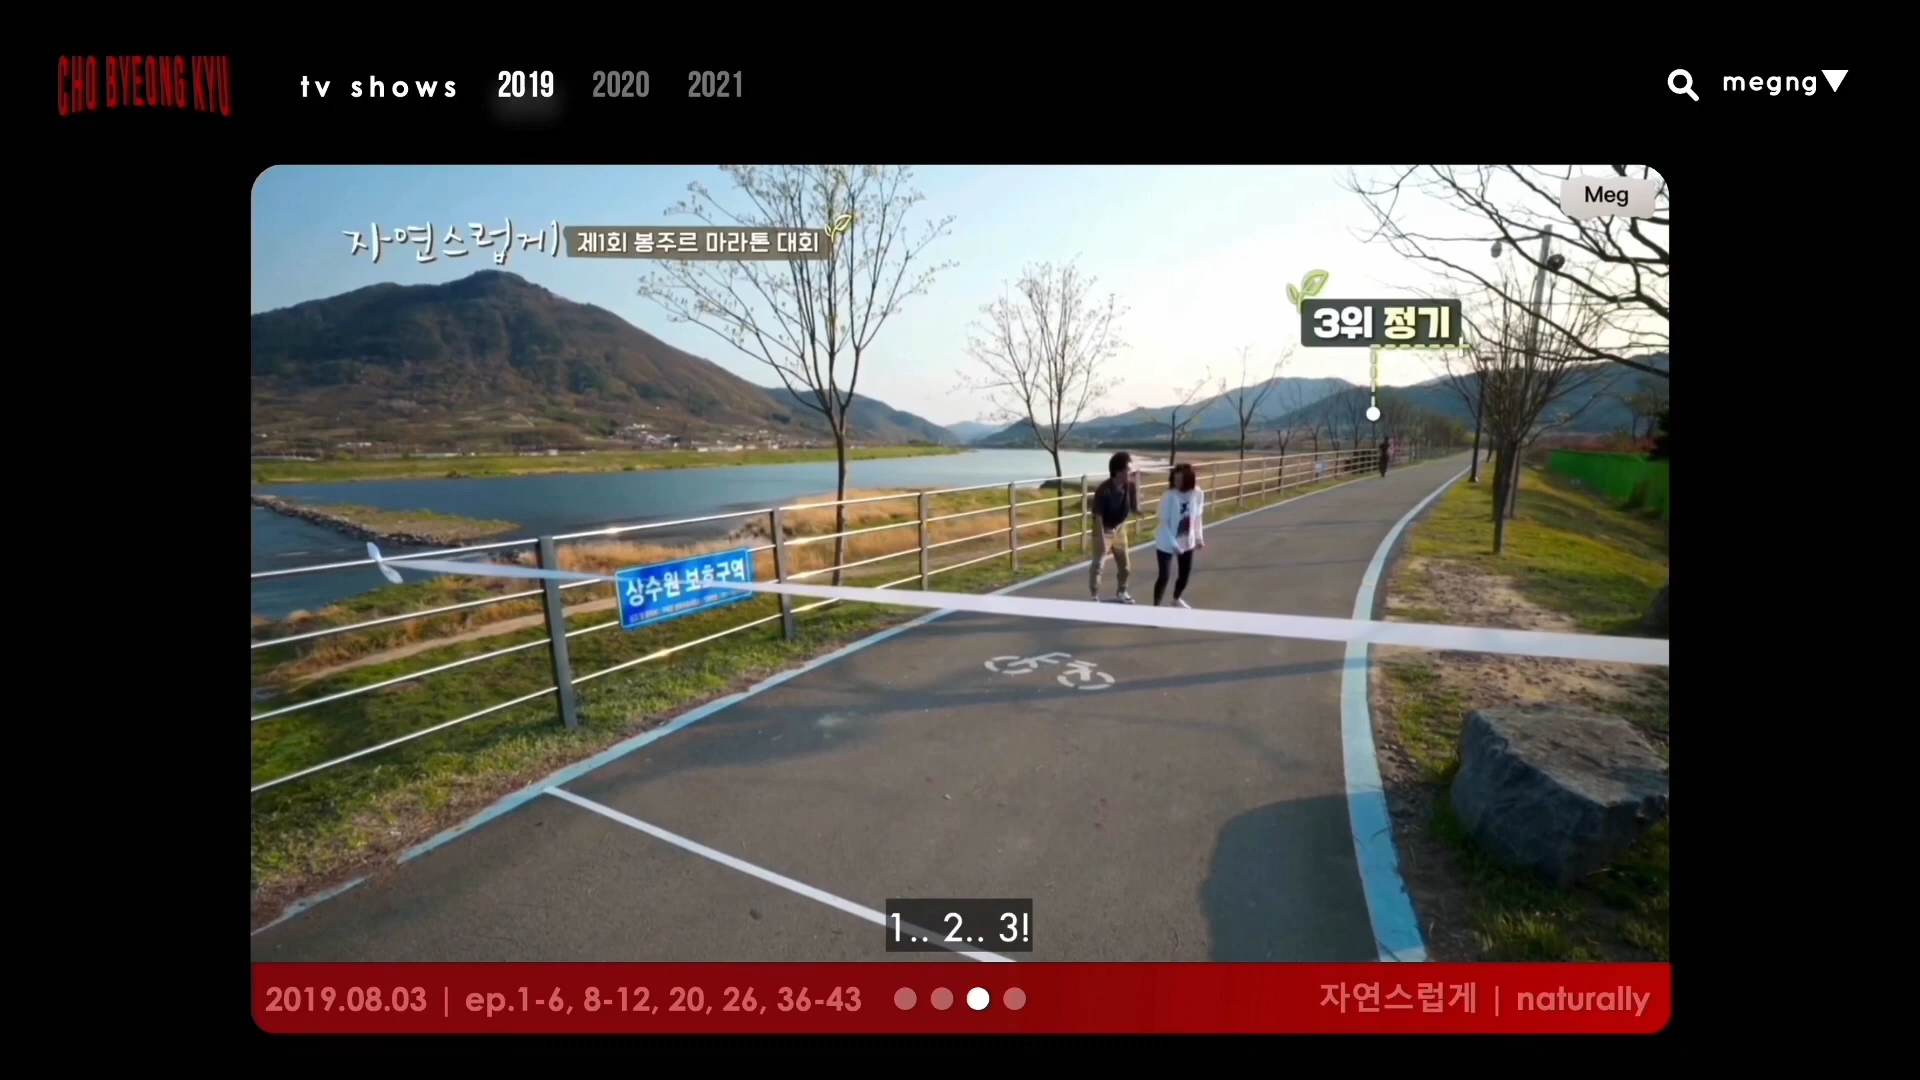 CHO BYEONG KYU
tv shows 2019 2020 2021
megng
Meg
자연스럽게 제1회 봉주르 마라톤 대회
3위 정기
상수원 보호구역
1.. 2.. 3!
2019.08.03 | ep.1-6, 8-12, 20, 26, 36-43
자연스럽게 | naturally